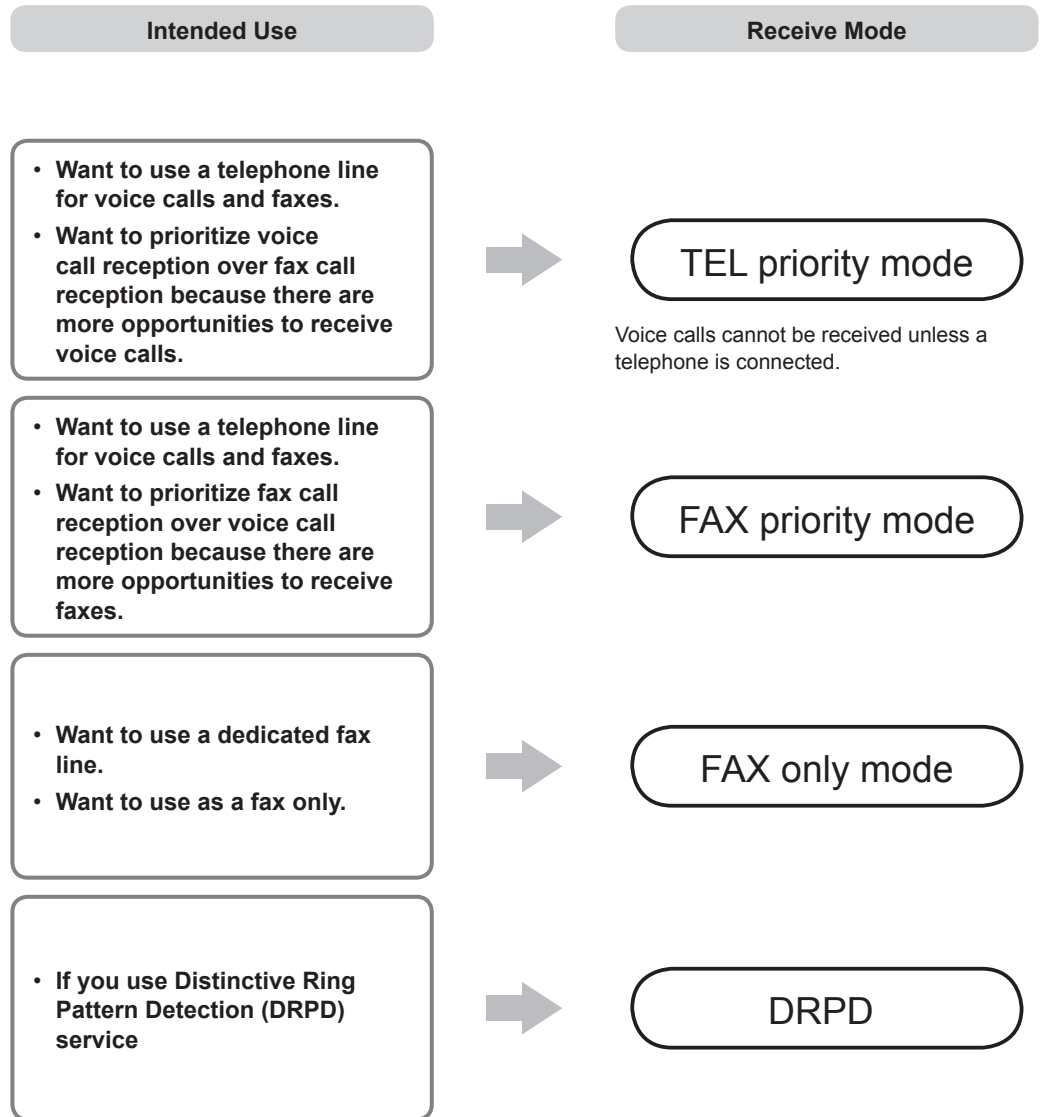 Intended Use
Receive Mode
• Want to use a telephone line
for voice calls and faxes.
• Want to prioritize voice
call reception over fax call
reception because there are
more opportunities to receive
voice calls.
TEL priority mode
Voice calls cannot be received unless a
telephone is connected.
• Want to use a telephone line
for voice calls and faxes.
• Want to prioritize fax call
reception over voice call
reception because there are
more opportunities to receive
faxes.
FAX priority mode
• Want to use a dedicated fax
line.
• Want to use as a fax only.
FAX only mode
• If you use Distinctive Ring
Pattern Detection (DRPD)
service
DRPD